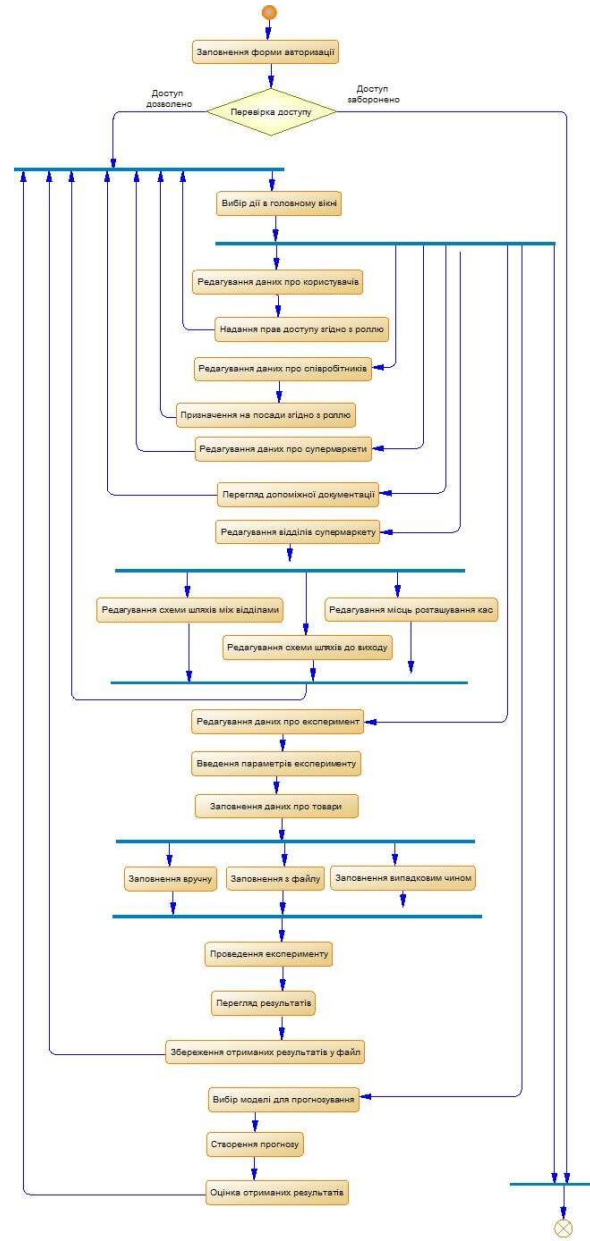 Заповнення форми авторизації
Доступ
дозволено
Доступ
заборонено
Перевірка доступу
Вибір дії в головному вікні
Редагування даних про користувачів
Надання прав доступу згідно з роллю
Редагування даних про співробітників
Призначення на посади згідно з роллю
Редагування даних про супермаркети
Перегляд допоміжної документації
Редагування відділів супермаркету
Редагування схеми шляхів між відділами
Редагування місць розташування кас
Редагування схеми шляхів до виходу
Редагування даних про експеримент
Введення параметрів експерименту
Заповнення даних про товари
Заповнення вручну
Заповнення з файлу
Заповнення випадковим чином
Проведення експерименту
Перегляд результатів
Збереження отриманих результатів у файл
Вибір моделі для прогнозування
Створення прогнозу
Оцінка отриманих результатів